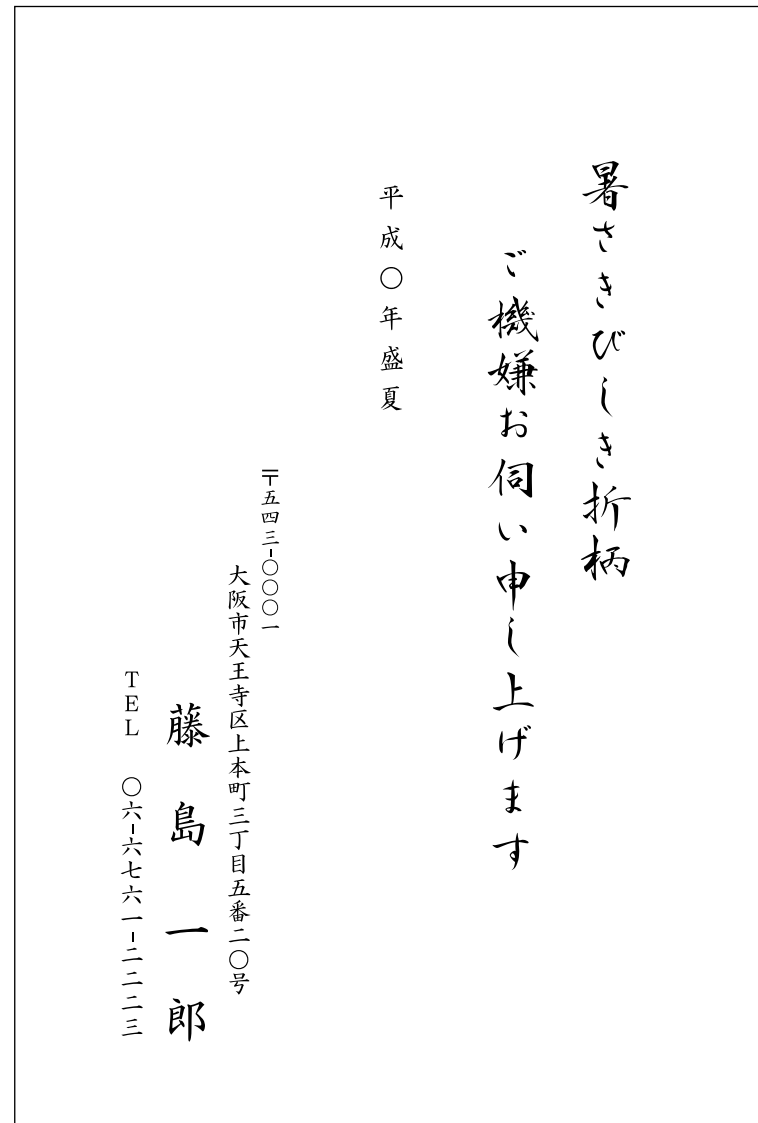 暑さきびしき折柄
ご機嫌お伺い申し上げます
平成〇年盛夏
〒五四三-〇〇〇一
大阪市天王寺区上本町三丁目五番二〇号
藤島一郎
TEL 〇六-六七六一-二二二三